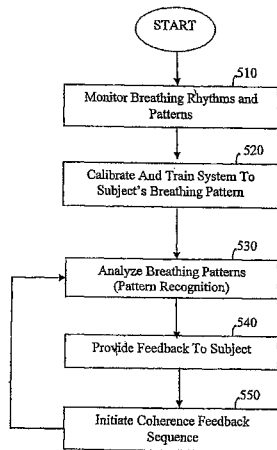 START
510
Monitor Breathing Rhythms and
Patterns
520
Calibrate And Train System To
Subject's Breathing Pattern
530
Analyze Breathing Patterns
(Pattern Recognition)
540
Provide Feedback To Subject
550
Initiate Coherence Feedback
Sequence